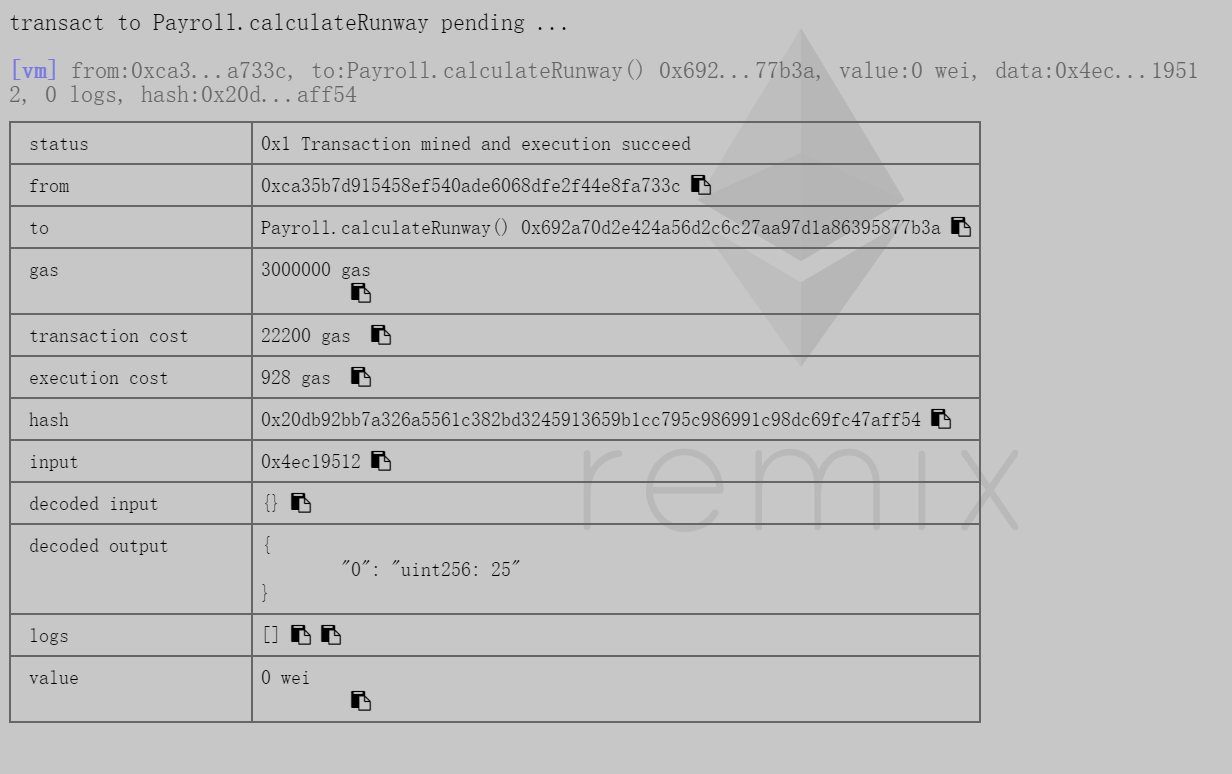 transact to Payroll.calculateRunway pending ...
[vm] from:0xca3...a733c, to:Payroll.calculateRunway() 0x692...77b3a, value:0 wei, data:0x4ec...1951
2, 0 logs, hash:0x20d...aff54
status 0x1 Transaction mined and execution succeed
from 0xca35b7d915458ef540ade6068dfe2f44e8fa733c
to Payroll.calculateRunway() 0x692a70d2e424a56d2c6c27aa97d1a86395877b3a
gas 3000000 gas
transaction cost 22200 gas
execution cost 928 gas
hash 0x20db92bb7a326a5561c382bd3245913659b1cc795c986991c98dc69fc47aff54
input 0x4ec19512
decoded input {}
decoded output {
"0": "uint256: 25"
}
logs []
value 0 wei
remix